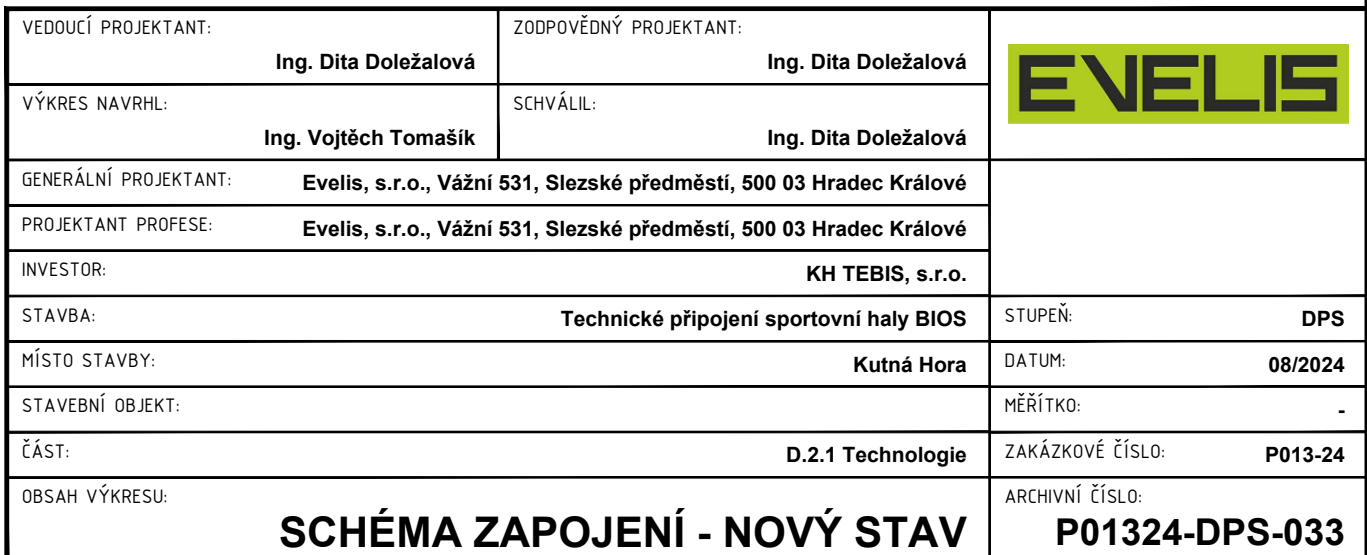 VEDOUCÍ PROJEKTANT:
Ing. Dita Doležalová
ZODPOVĚDNÝ PROJEKTANT:
Ing. Dita Doležalová
EVELIS
VÝKRES NAVRHL:
Ing. Vojtěch Tomašík
SCHVÁLIL:
Ing. Dita Doležalová
GENERÁLNÍ PROJEKTANT: Evelis, s.r.o., Vážní 531, Slezské předměstí, 500 03 Hradec Králové
PROJEKTANT PROFESE: Evelis, s.r.o., Vážní 531, Slezské předměstí, 500 03 Hradec Králové
INVESTOR: KH TEBIS, s.r.o.
STAVBA: Technické připojení sportovní haly BIOS
STUPEŇ: DPS
MÍSTO STAVBY: Kutná Hora
DATUM: 08/2024
STAVEBNÍ OBJEKT:
MĚŘÍTKO: -
ČÁST: D.2.1 Technologie
ZAKÁZKOVÉ ČÍSLO: P013-24
OBSAH VÝKRESU:
SCHÉMA ZAPOJENÍ - NOVÝ STAV
ARCHIVNÍ ČÍSLO:
P01324-DPS-033